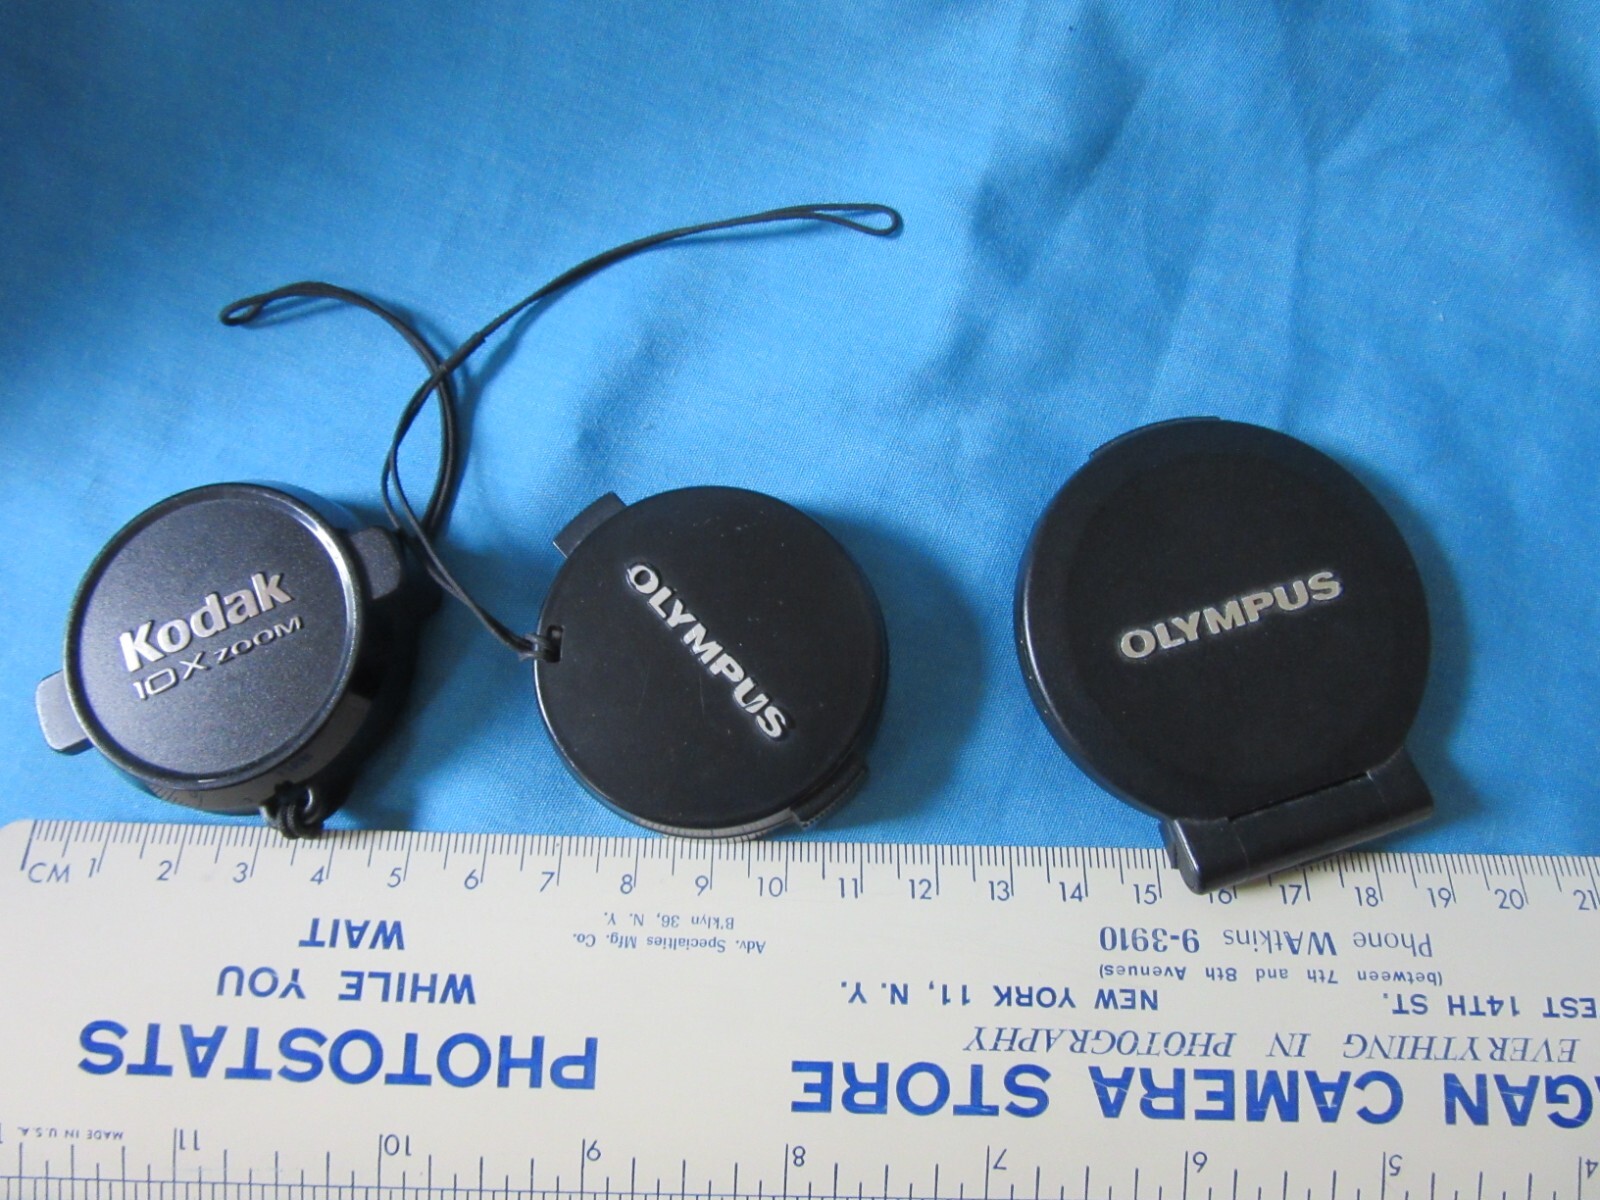 Kodak
10X ZOOM
OLYMPUS
OLYMPUS
CM 1 2 3 4 5 6 7 8 9 10 11 12 13 14 15 16 17 18 19 20 21
WAIT
WHILE YOU
PHOTOSTATS
Adv. Specialties Mfg. Co.
B'klyn 36, N. Y.
Phone WAtkins 9-3910
(between 7th and 8th Avenues)
EST 14TH ST. NEW YORK 11, N. Y.
EVERYTHING IN PHOTOGRAPHY
GAN CAMERA STORE
MADE IN U.S.A.
11 10 9 8 7 6 5 4